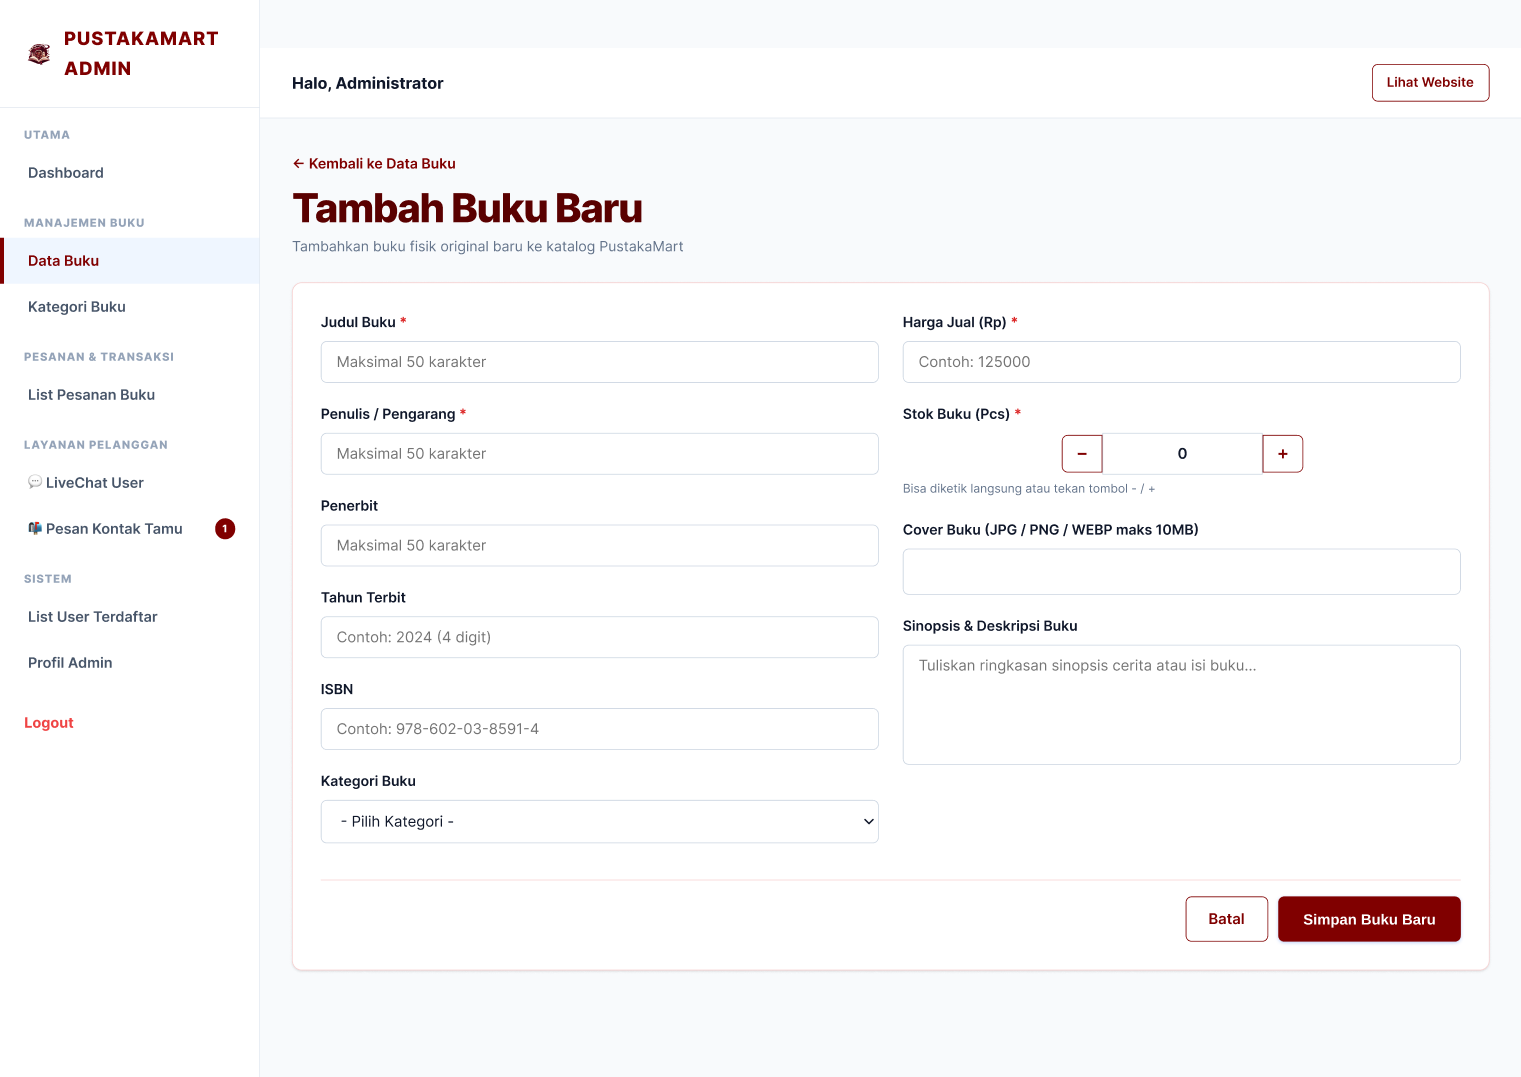 PUSTAKAMART
ADMIN
UTAMA
Dashboard
MANAJEMEN BUKU
Data Buku
Kategori Buku
PESANAN & TRANSAKSI
List Pesanan Buku
LAYANAN PELANGGAN
💬 LiveChat User
📬 Pesan Kontak Tamu 1
SISTEM
List User Terdaftar
Profil Admin
Logout
Halo, Administrator
Lihat Website
← Kembali ke Data Buku
Tambah Buku Baru
Tambahkan buku fisik original baru ke katalog PustakaMart
Judul Buku *
Maksimal 50 karakter
Penulis / Pengarang *
Maksimal 50 karakter
Penerbit
Maksimal 50 karakter
Tahun Terbit
Contoh: 2024 (4 digit)
ISBN
Contoh: 978-602-03-8591-4
Kategori Buku
- Pilih Kategori -
Harga Jual (Rp) *
Contoh: 125000
Stok Buku (Pcs) *
− 0 +
Bisa diketik langsung atau tekan tombol - / +
Cover Buku (JPG / PNG / WEBP maks 10MB)
Sinopsis & Deskripsi Buku
Tuliskan ringkasan sinopsis cerita atau isi buku...
Batal
Simpan Buku Baru